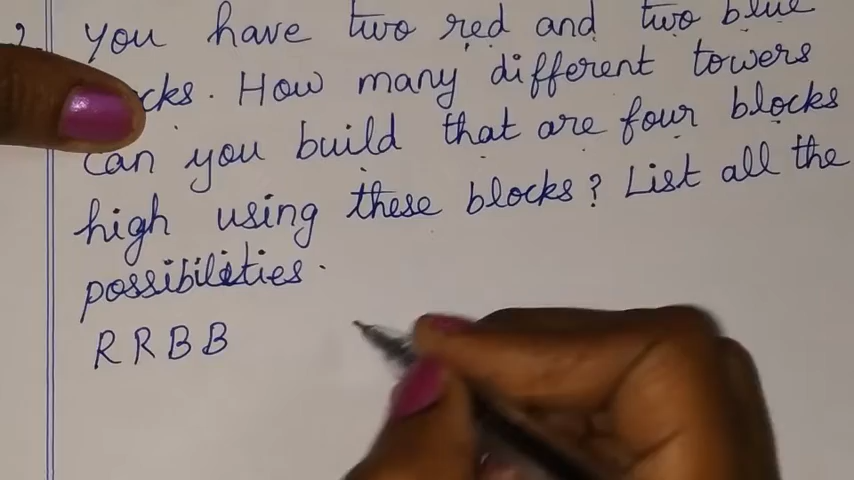 You have two red and two blue
cks. How many different towers
can you build that are four blocks
high using these blocks? List all the
possibilities.
R R B B